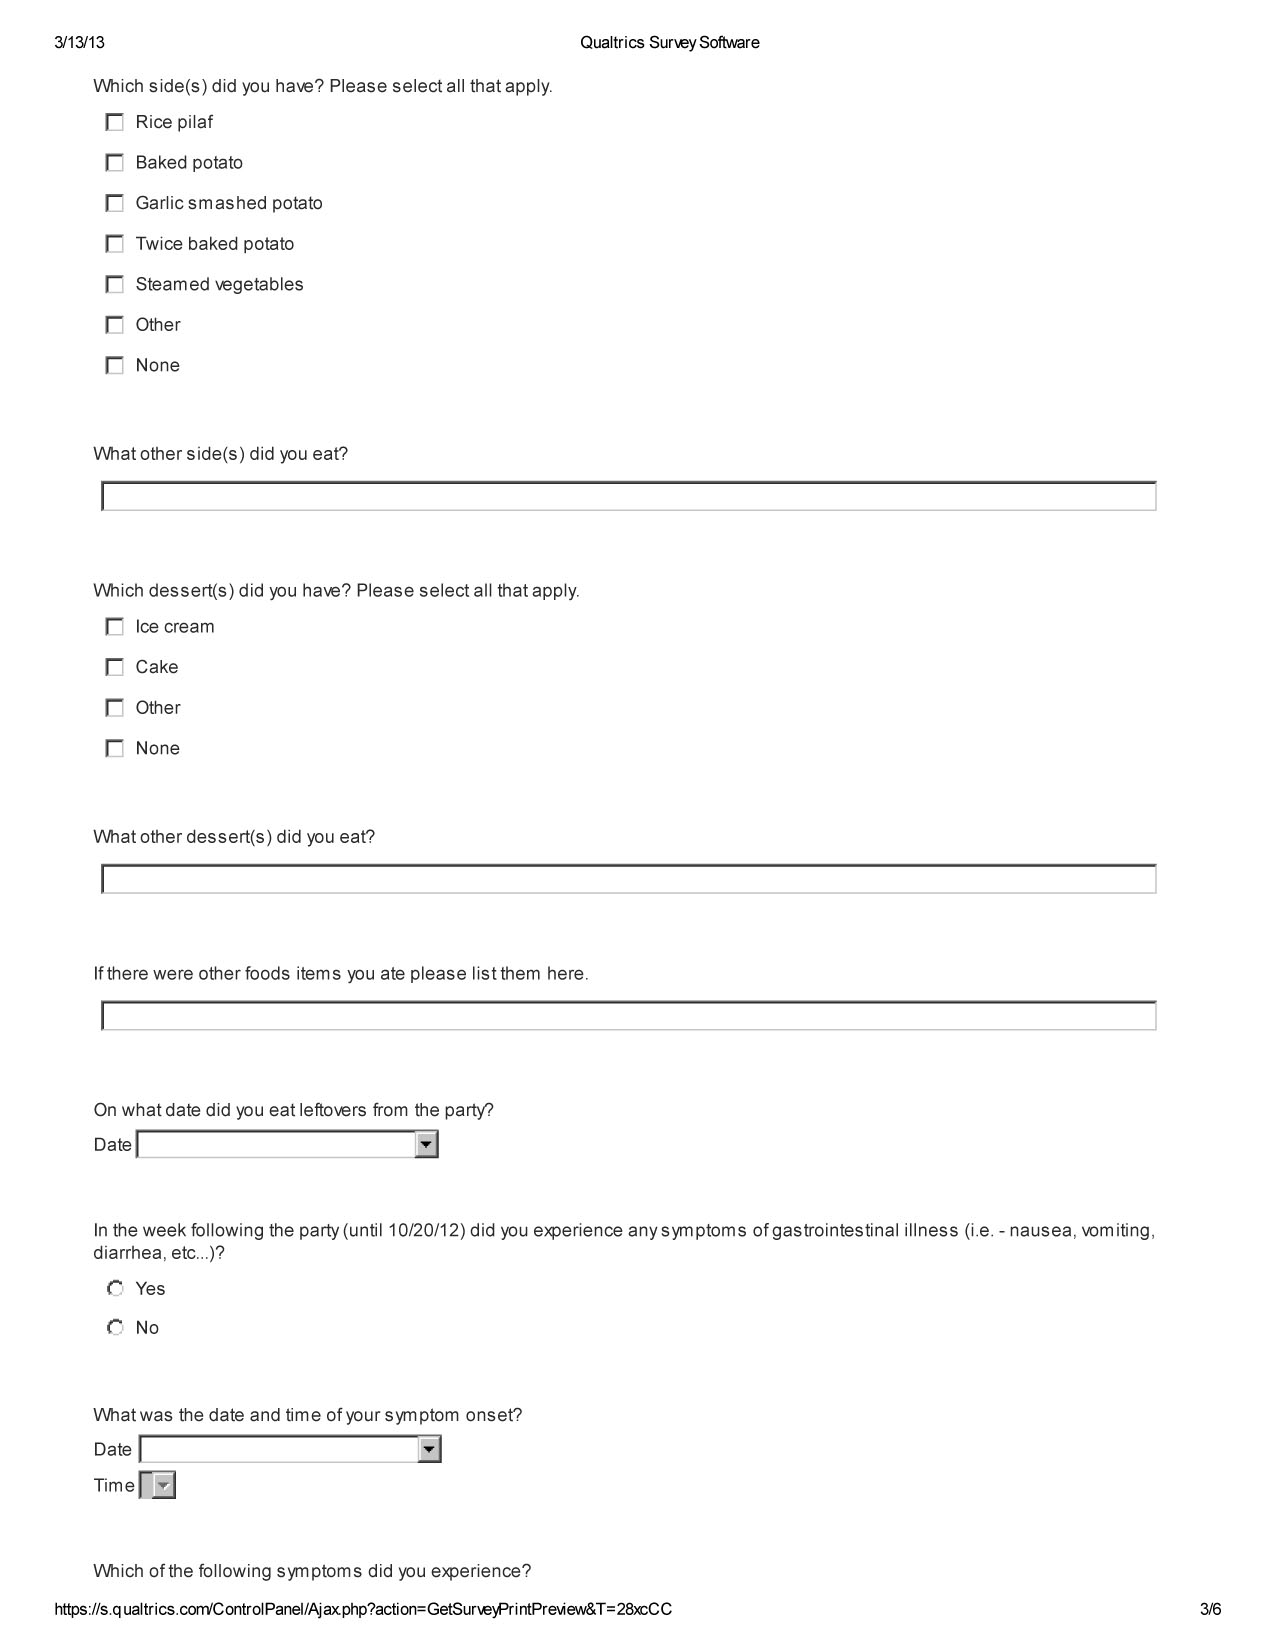 3/13/13 Qualtrics Survey Software
Which side(s) did you have? Please select all that apply.
Rice pilaf
Baked potato
Garlic smashed potato
Twice baked potato
Steamed vegetables
Other
None
What other side(s) did you eat?
Which dessert(s) did you have? Please select all that apply.
Ice cream
Cake
Other
None
What other dessert(s) did you eat?
If there were other foods items you ate please list them here.
On what date did you eat leftovers from the party?
Date
In the week following the party (until 10/20/12) did you experience any symptoms of gastrointestinal illness (i.e. - nausea, vomiting,
diarrhea, etc...)?
Yes
No
What was the date and time of your symptom onset?
Date
Time
Which of the following symptoms did you experience?
https://s.qualtrics.com/ControlPanel/Ajax.php?action=GetSurveyPrintPreview&T=28xcCC 3/6